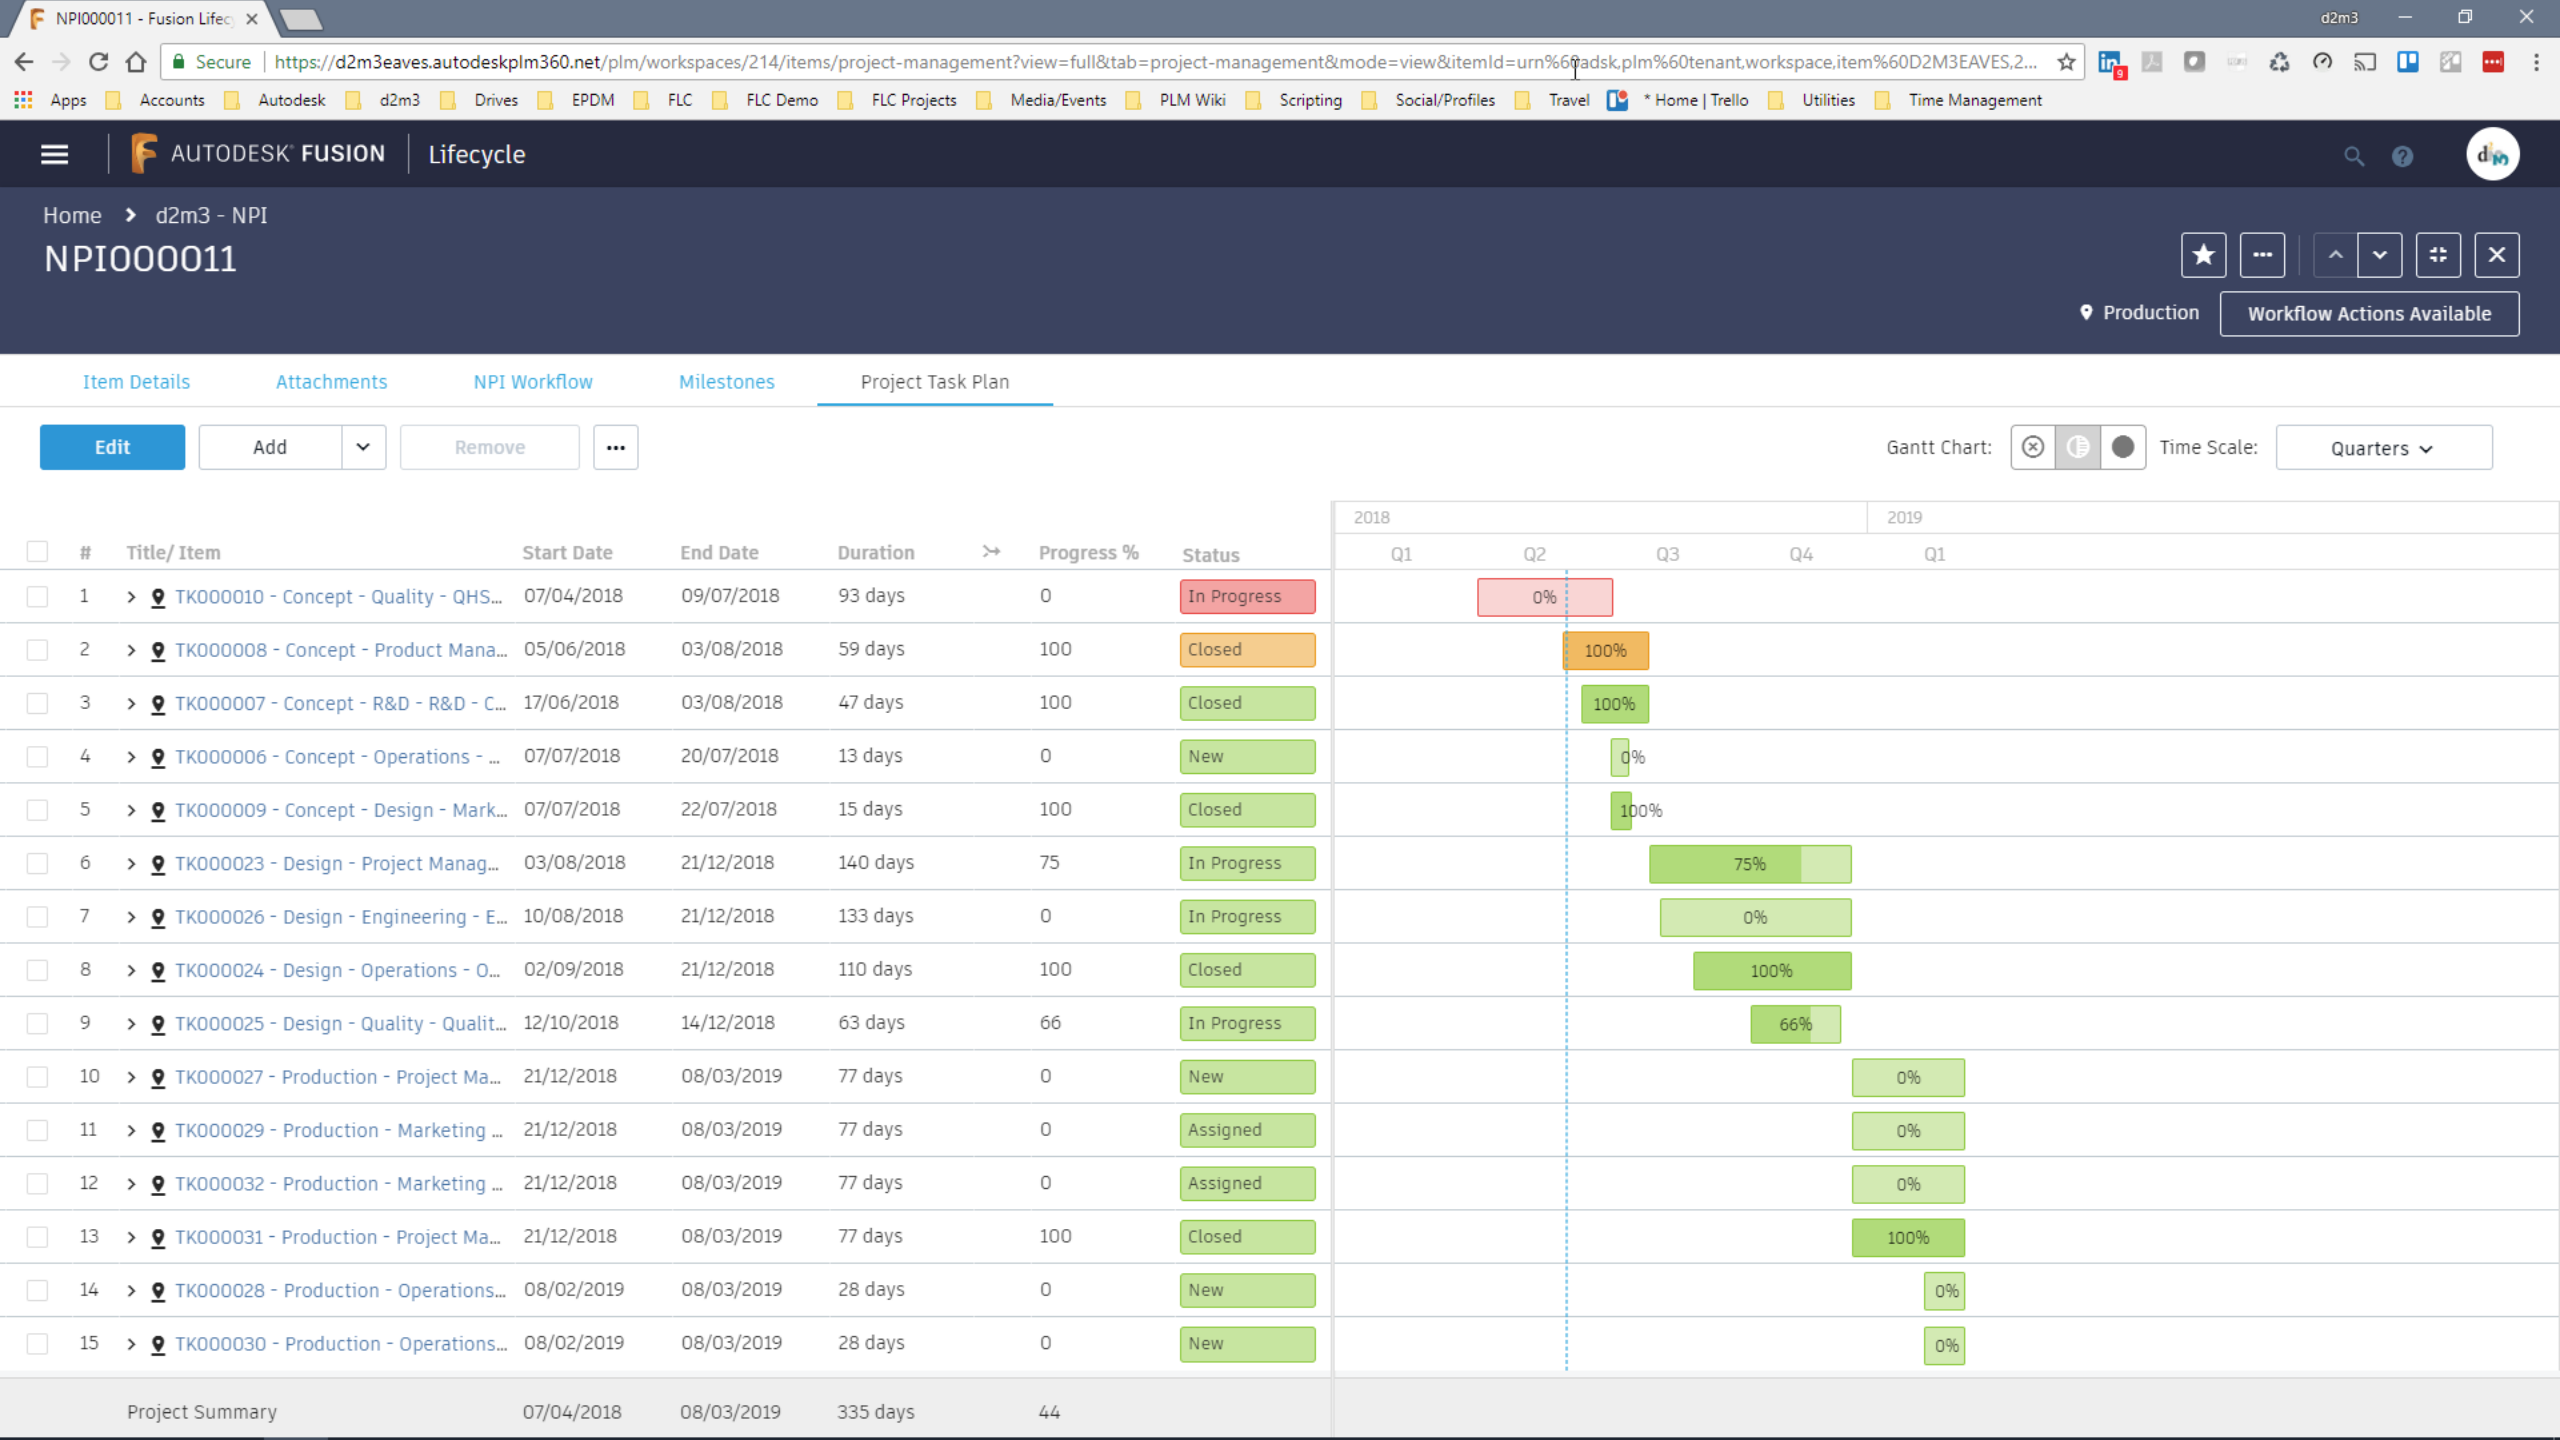 NPI000011 - Fusion Lifec
d2m3
Secure https://d2m3eaves.autodeskplm360.net/plm/workspaces/214/items/project-management?view=full&tab=project-management&mode=view&itemId=urn%60adsk,plm%60tenant,workspace,item%60D2M3EAVES,2...
9
Apps Accounts Autodesk d2m3 Drives EPDM FLC FLC Demo FLC Projects Media/Events PLM Wiki Scripting Social/Profiles Travel * Home | Trello Utilities Time Management
AUTODESK® FUSION Lifecycle
Home > d2m3 - NPI
NPI000011
Production Workflow Actions Available
Item Details Attachments NPI Workflow Milestones Project Task Plan
Edit Add Remove ... Gantt Chart: Time Scale: Quarters
2018 2019
# Title/ Item Start Date End Date Duration Progress % Status Q1 Q2 Q3 Q4 Q1
1 TK000010 - Concept - Quality - QHS... 07/04/2018 09/07/2018 93 days 0 In Progress 0%
2 TK000008 - Concept - Product Mana... 05/06/2018 03/08/2018 59 days 100 Closed 100%
3 TK000007 - Concept - R&D - R&D - C... 17/06/2018 03/08/2018 47 days 100 Closed 100%
4 TK000006 - Concept - Operations - ... 07/07/2018 20/07/2018 13 days 0 New 0%
5 TK000009 - Concept - Design - Mark... 07/07/2018 22/07/2018 15 days 100 Closed 100%
6 TK000023 - Design - Project Manag... 03/08/2018 21/12/2018 140 days 75 In Progress 75%
7 TK000026 - Design - Engineering - E... 10/08/2018 21/12/2018 133 days 0 In Progress 0%
8 TK000024 - Design - Operations - O... 02/09/2018 21/12/2018 110 days 100 Closed 100%
9 TK000025 - Design - Quality - Qualit... 12/10/2018 14/12/2018 63 days 66 In Progress 66%
10 TK000027 - Production - Project Ma... 21/12/2018 08/03/2019 77 days 0 New 0%
11 TK000029 - Production - Marketing ... 21/12/2018 08/03/2019 77 days 0 Assigned 0%
12 TK000032 - Production - Marketing ... 21/12/2018 08/03/2019 77 days 0 Assigned 0%
13 TK000031 - Production - Project Ma... 21/12/2018 08/03/2019 77 days 100 Closed 100%
14 TK000028 - Production - Operations... 08/02/2019 08/03/2019 28 days 0 New 0%
15 TK000030 - Production - Operations... 08/02/2019 08/03/2019 28 days 0 New 0%
Project Summary 07/04/2018 08/03/2019 335 days 44